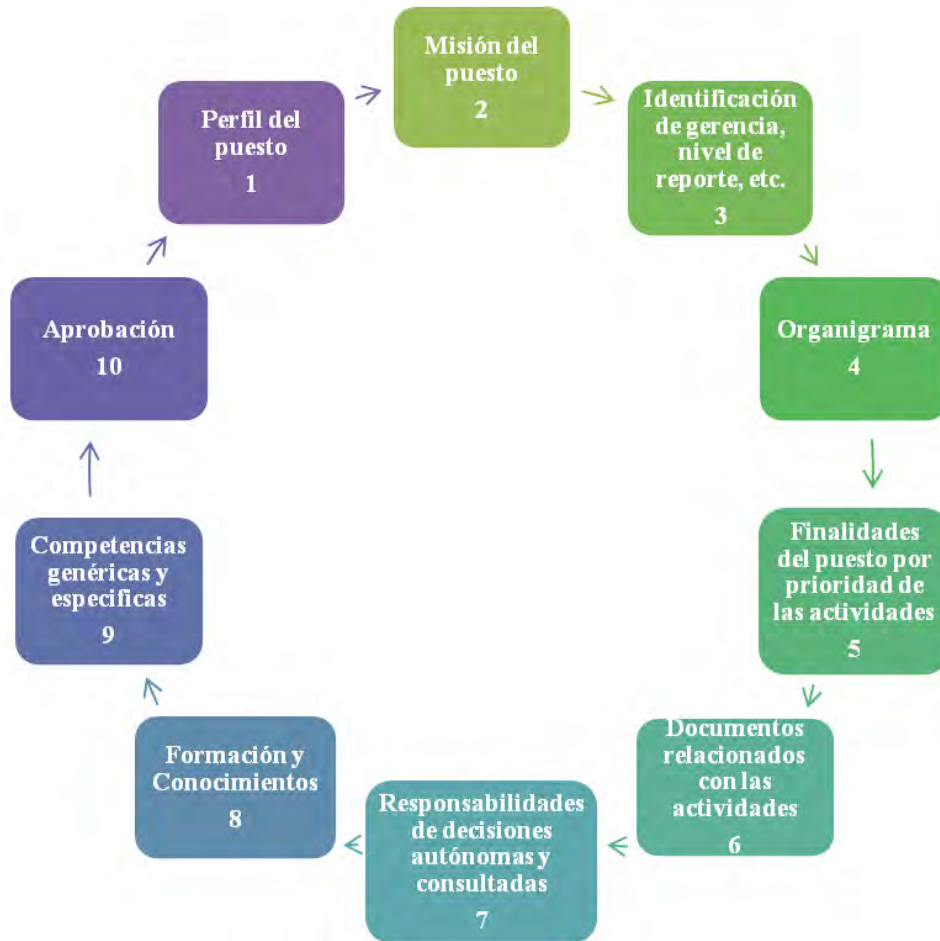 Perfil del
puesto
1
Misión del
puesto
2
Identificación
de gerencia,
nivel de
reporte, etc.
3
Organigrama
4
Finalidades
del puesto por
prioridad de
las actividades
5
Documentos
relacionados
con las
actividades
6
Responsabilidades
de decisiones
autónomas y
consultadas
7
Formación y
Conocimientos
8
Competencias
genéricas y
especificas
9
Aprobación
10